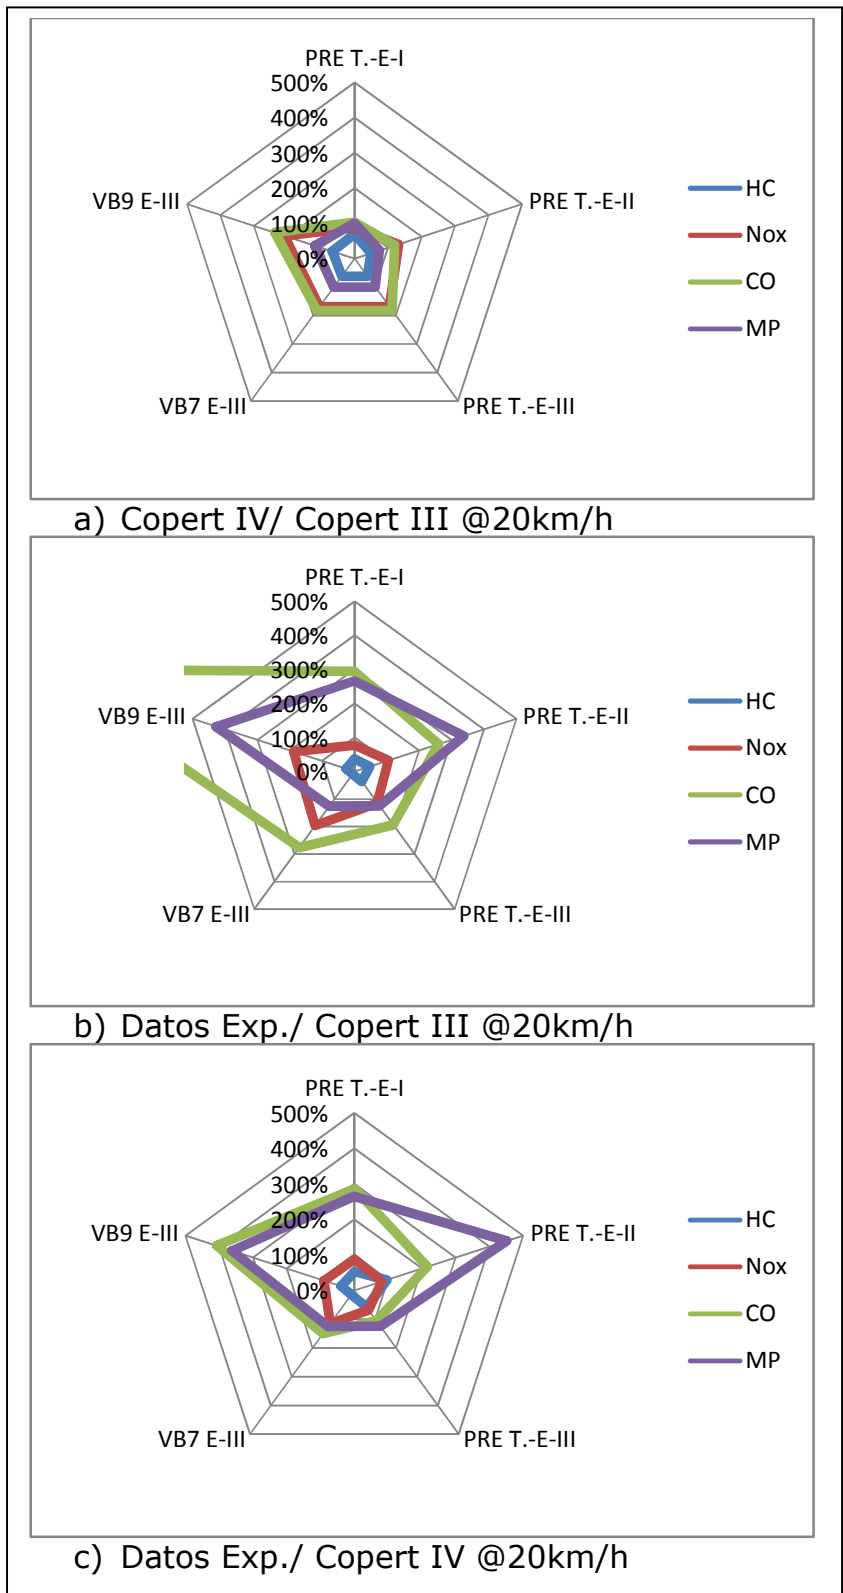 PRE T.-E-I
500%
400%
300%
200%
100%
0%
VB9 E-III
PRE T.-E-II
VB7 E-III
PRE T.-E-III
HC
Nox
CO
MP
a) Copert IV/ Copert III @20km/h
PRE T.-E-I
500%
400%
300%
200%
100%
0%
VB9 E-III
PRE T.-E-II
VB7 E-III
PRE T.-E-III
HC
Nox
CO
MP
b) Datos Exp./ Copert III @20km/h
PRE T.-E-I
500%
400%
300%
200%
100%
0%
VB9 E-III
PRE T.-E-II
VB7 E-III
PRE T.-E-III
HC
Nox
CO
MP
c) Datos Exp./ Copert IV @20km/h